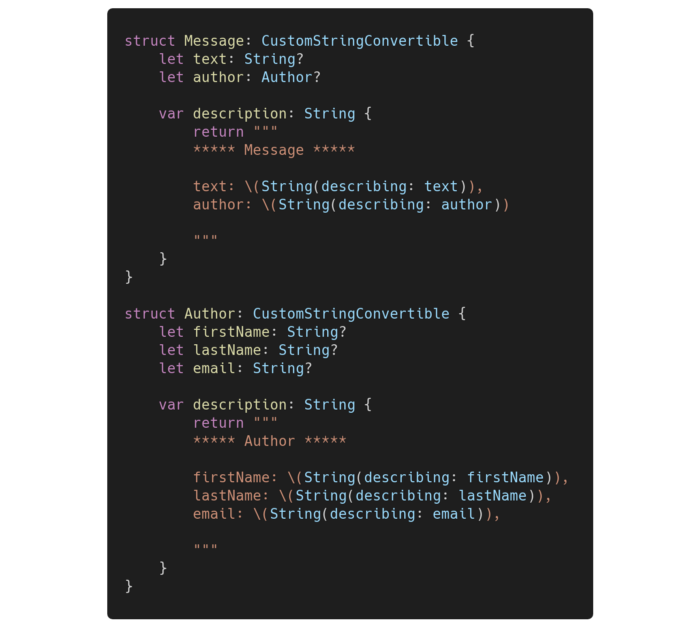 struct Message: CustomStringConvertible {
    let text: String?
    let author: Author?

    var description: String {
        return """
        ***** Message *****

        text: \(String(describing: text)),
        author: \(String(describing: author))

        """
    }
}

struct Author: CustomStringConvertible {
    let firstName: String?
    let lastName: String?
    let email: String?

    var description: String {
        return """
        ***** Author *****

        firstName: \(String(describing: firstName)),
        lastName: \(String(describing: lastName)),
        email: \(String(describing: email)),

        """
    }
}